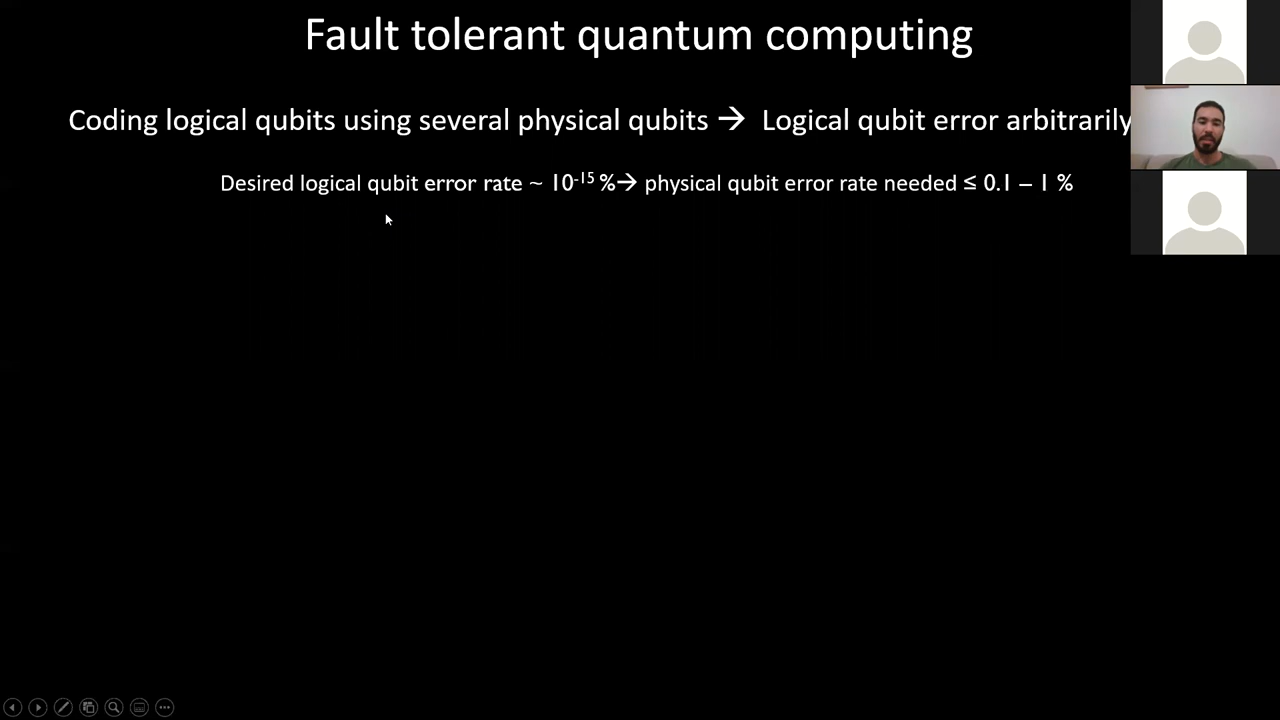 Fault tolerant quantum computing
Coding logical qubits using several physical qubits → Logical qubit error arbitrarily
Desired logical qubit error rate ~ 10⁻¹⁵ % → physical qubit error rate needed ≤ 0.1 – 1 %